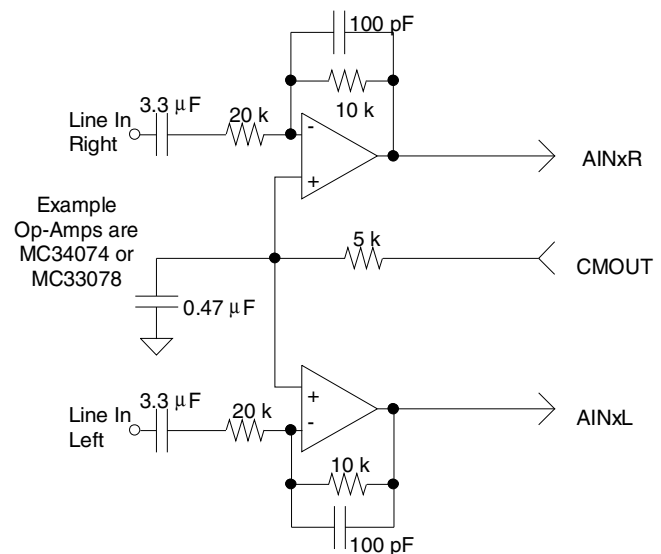 100 pF
3.3 μF
20 k
10 k
Line In
Right
-
+
AINxR
Example
Op-Amps are
MC34074 or
MC33078
5 k
CMOUT
0.47 μF
3.3 μF
20 k
Line In
Left
+
-
AINxL
10 k
100 pF